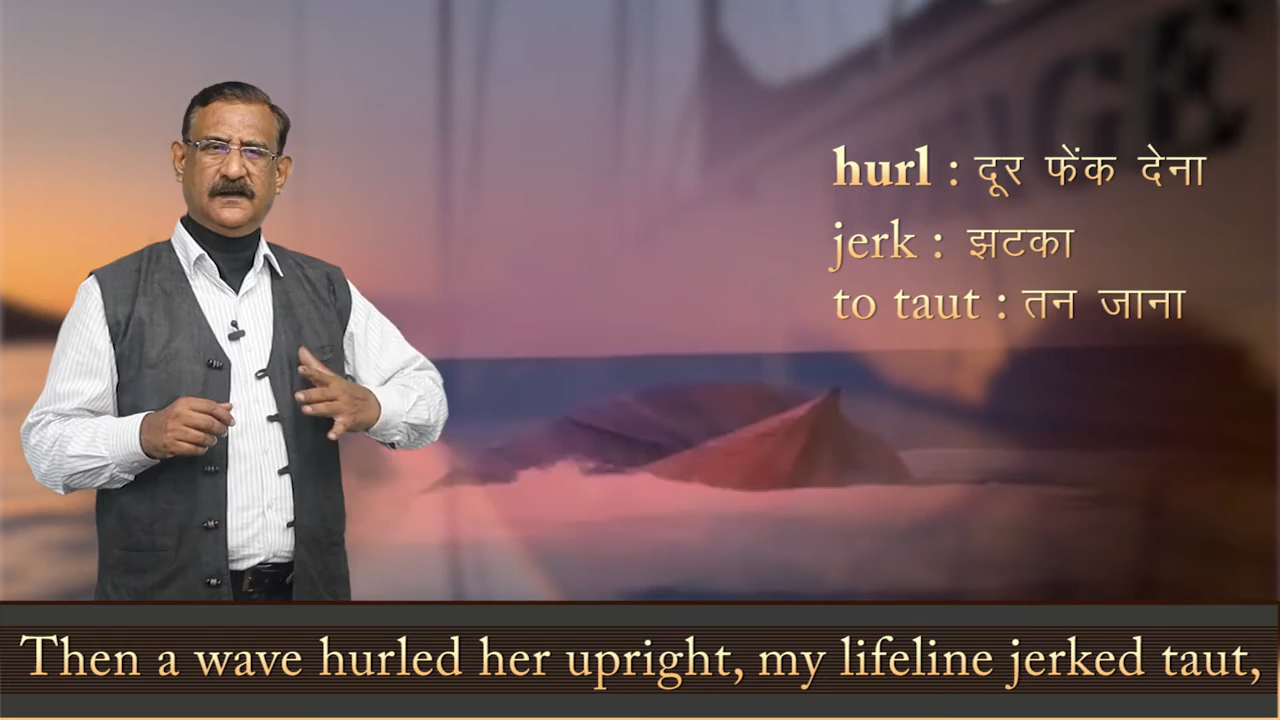 hurl : दूर फेंक देना
jerk : झटका
to taut : तन जाना
Then a wave hurled her upright, my lifeline jerked taut,